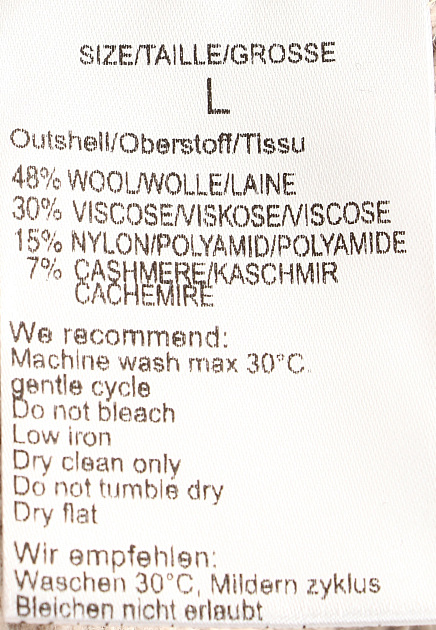 SIZE/TAILLE/GROSSE
L
Outshell/Oberstoff/Tissu
48% WOOL/WOLLE/LAINE
30% VISCOSE/VISKOSE/VISCOSE
15% NYLON/POLYAMID/POLYAMIDE
7% CASHMERE/KASCHMIR
CACHEMIRE
We recommend:
Machine wash max 30°C.
gentle cycle
Do not bleach
Low iron
Dry clean only
Do not tumble dry
Dry flat
Wir empfehlen:
Waschen 30°C, Mildern zyklus
Bleichen nicht erlaubt